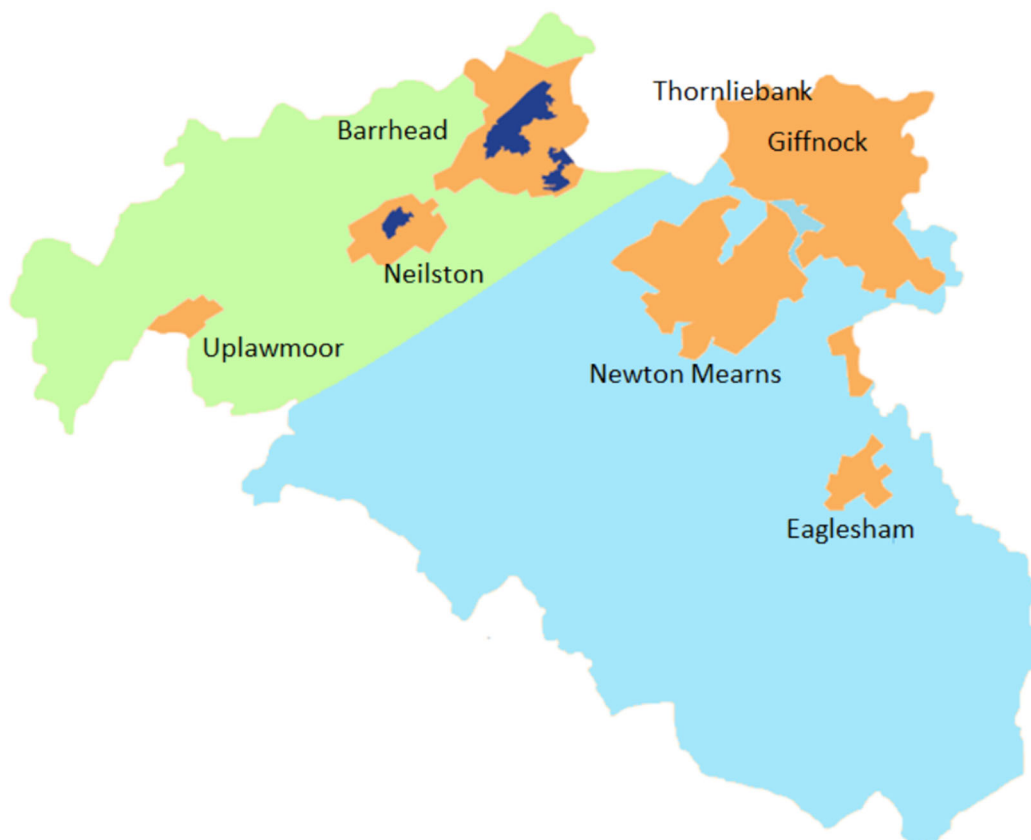 Thornliebank
Barrhead
Giffnock
Neilston
Uplawmoor
Newton Mearns
Eaglesham